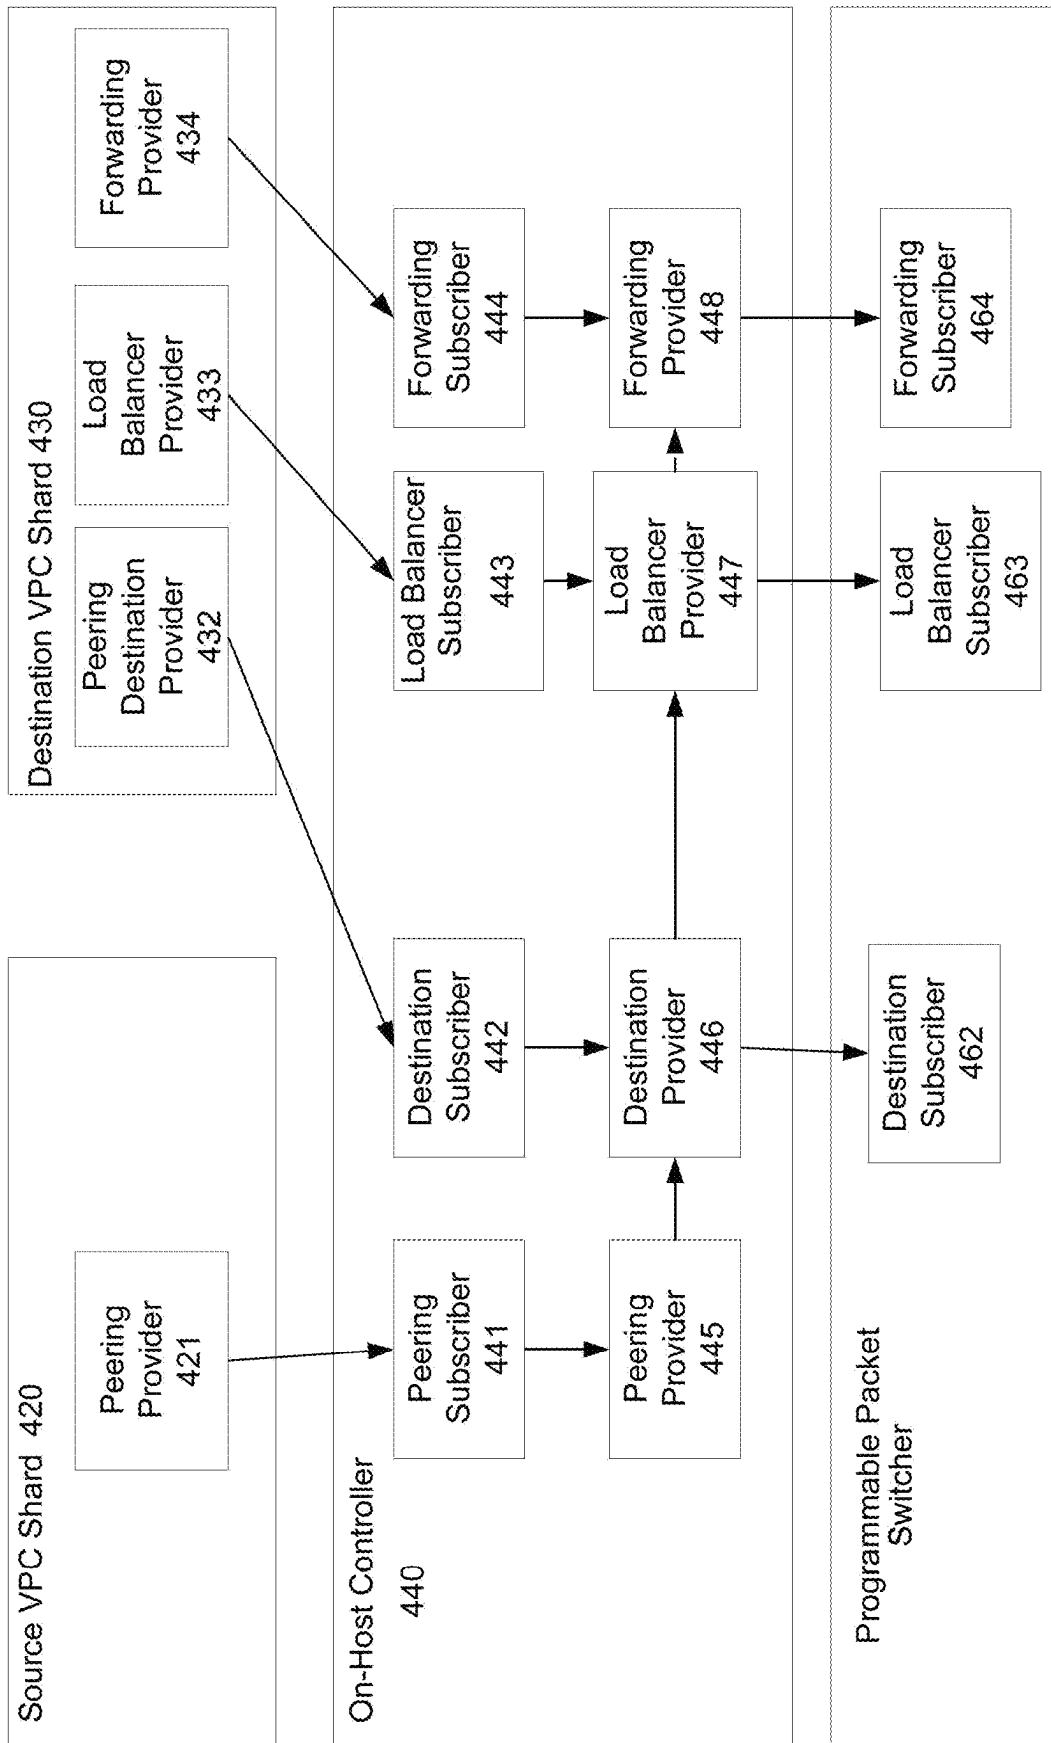 Source VPC Shard 420
Peering
Provider
421
Destination VPC Shard 430
Peering
Destination
Provider
432
Load
Balancer
Provider
433
Forwarding
Provider
434
On-Host Controller
440
Peering
Subscriber
441
Destination
Subscriber
442
Load Balancer
Subscriber
443
Forwarding
Subscriber
444
Peering
Provider
445
Destination
Provider
446
Load
Balancer
Provider
447
Forwarding
Provider
448
Programmable Packet
Switcher
Destination
Subscriber
462
Load
Balancer
Subscriber
463
Forwarding
Subscriber
464